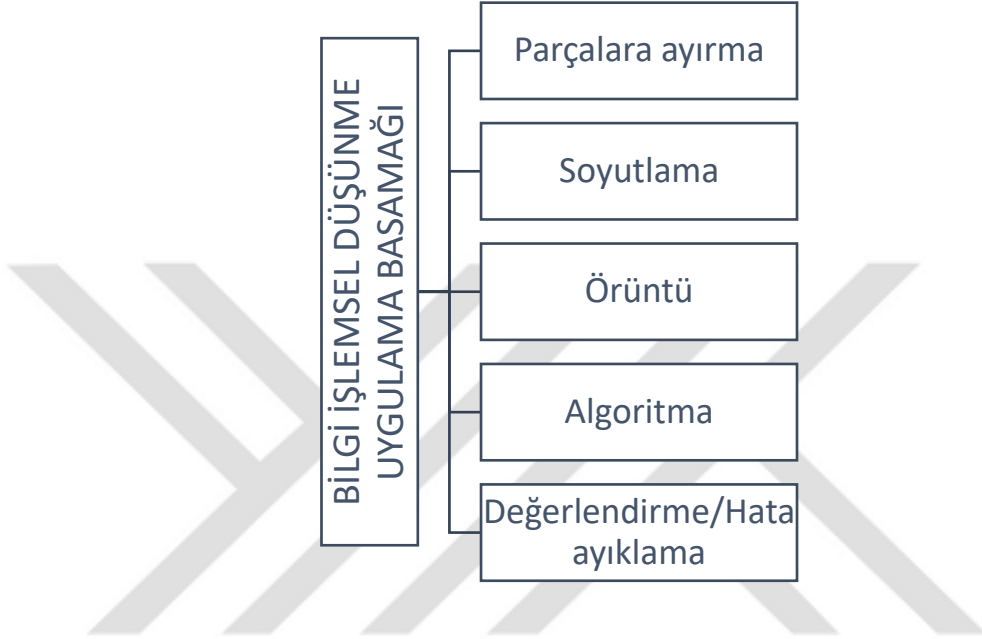 BİLGİ İŞLEMSEL DÜŞÜNME
UYGULAMA BASAMAĞI
Parçalara ayırma
Soyutlama
Örüntü
Algoritma
Değerlendirme/Hata
ayıklama